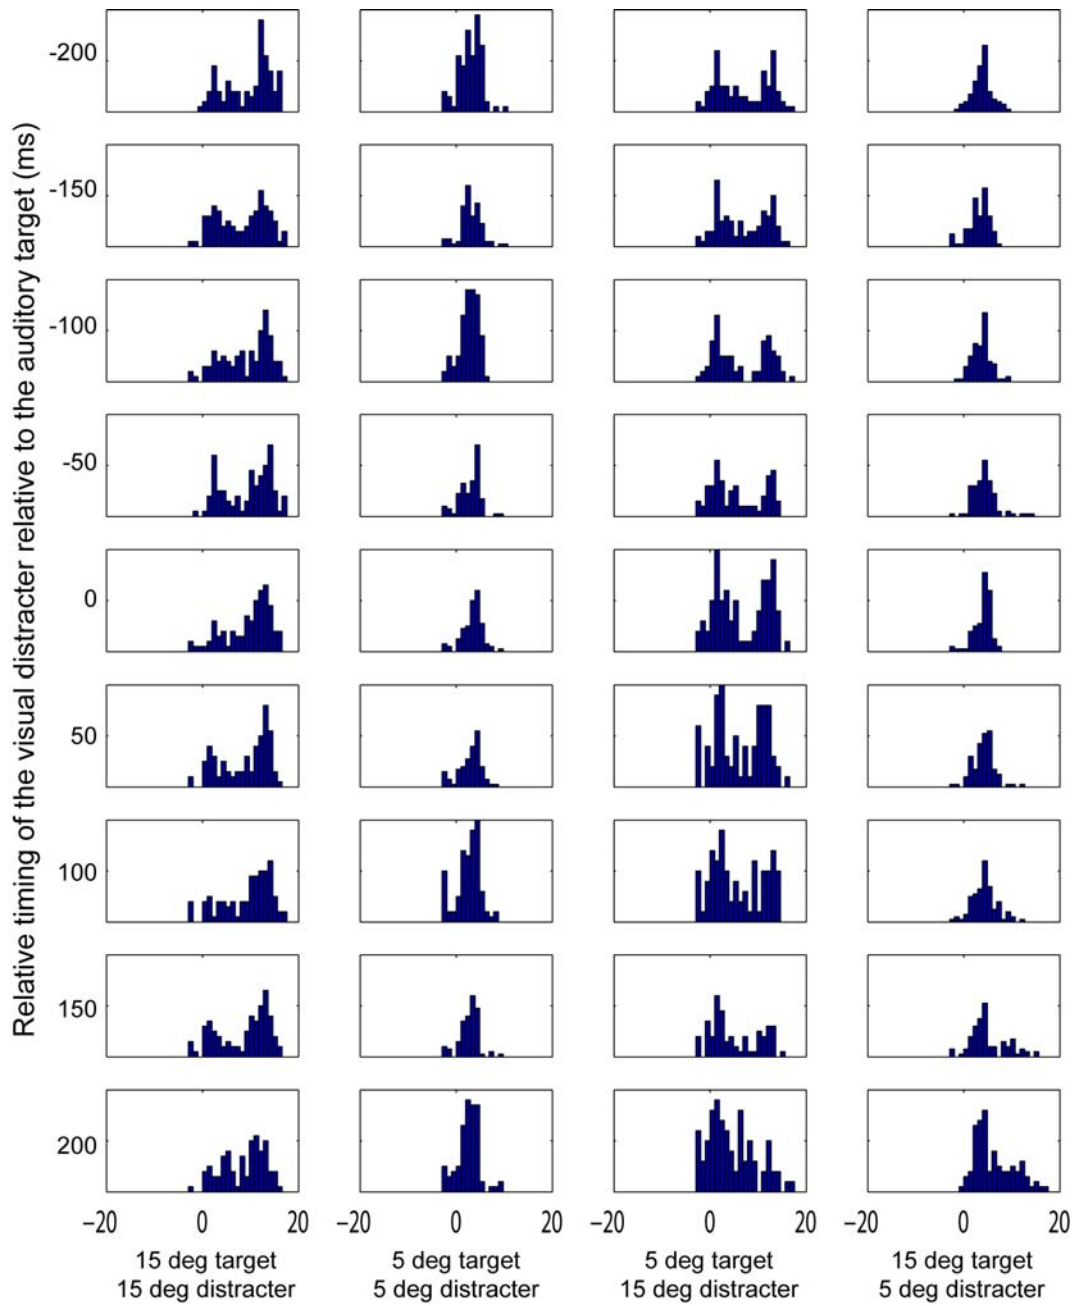 Relative timing of the visual distracter relative to the auditory target (ms)
-200
-150
-100
-50
0
50
100
150
200
−20 0 20 −20 0 20 −20 0 20 −20 0 20
15 deg target 5 deg target 5 deg target 15 deg target
15 deg distracter 5 deg distracter 15 deg distracter 5 deg distracter